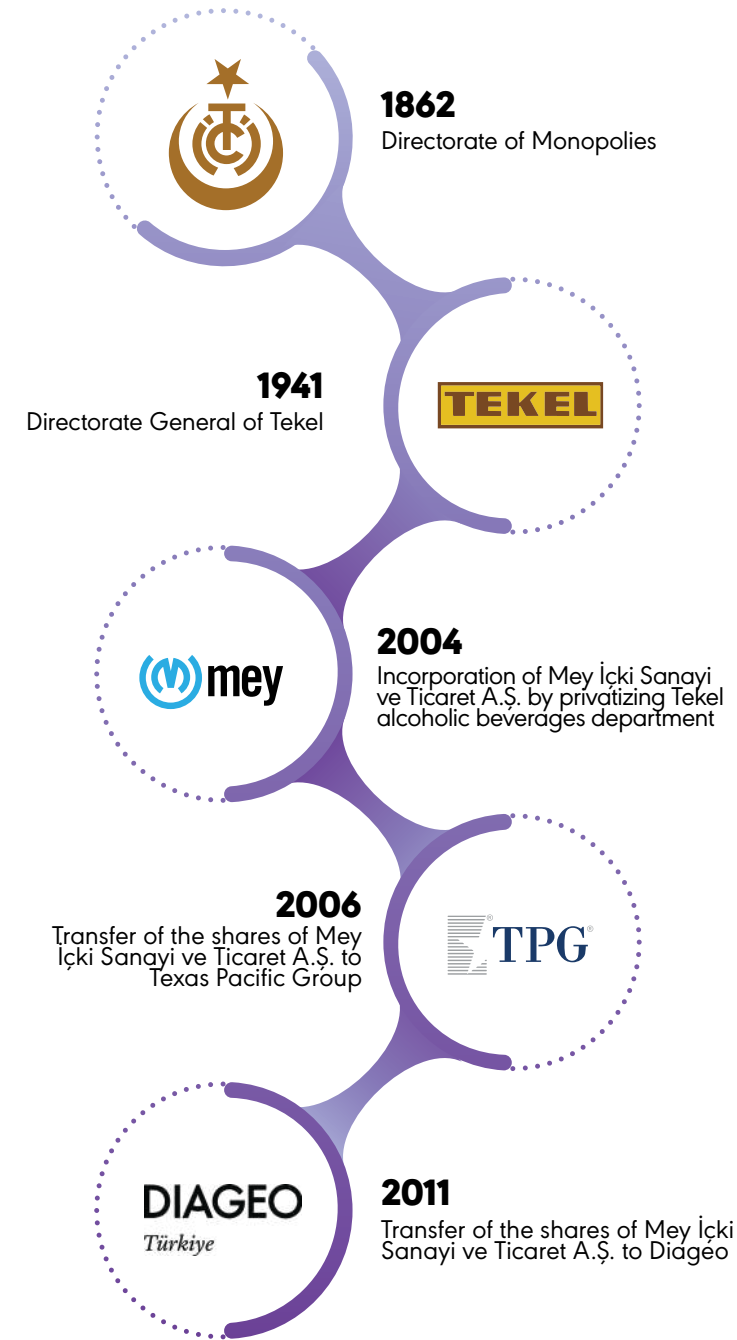 1862
Directorate of Monopolies
1941
Directorate General of Tekel
TEKEL
mey
2004
Incorporation of Mey İçki Sanayi
ve Ticaret A.Ş. by privatizing Tekel
alcoholic beverages department
2006
Transfer of the shares of Mey
İçki Sanayi ve Ticaret A.Ş. to
Texas Pacific Group
®TPG®
DIAGEO
Türkiye
2011
Transfer of the shares of Mey İçki
Sanayi ve Ticaret A.Ş. to Diageo